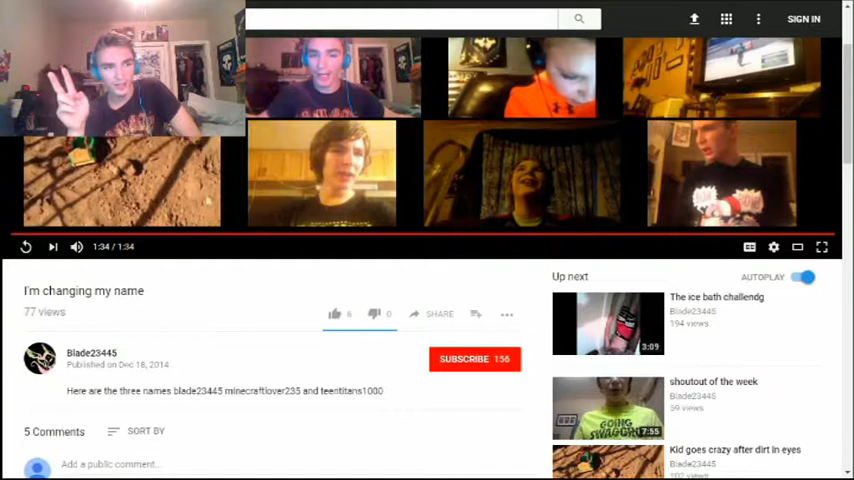 SIGN IN
1:34 / 1:34
I'm changing my name
77 views
6
0
SHARE
Blade23445
Published on Dec 18, 2014
SUBSCRIBE 156
Here are the three names blade23445 minecraftlover235 and teentitans1000
5 Comments
SORT BY
Add a public comment...
Up next
AUTOPLAY
The ice bath challendg
Blade23445
194 views
3:09
shoutout of the week
Blade23445
39 views
GOING
7:55
Kid goes crazy after dirt in eyes
Blade23445
102 views